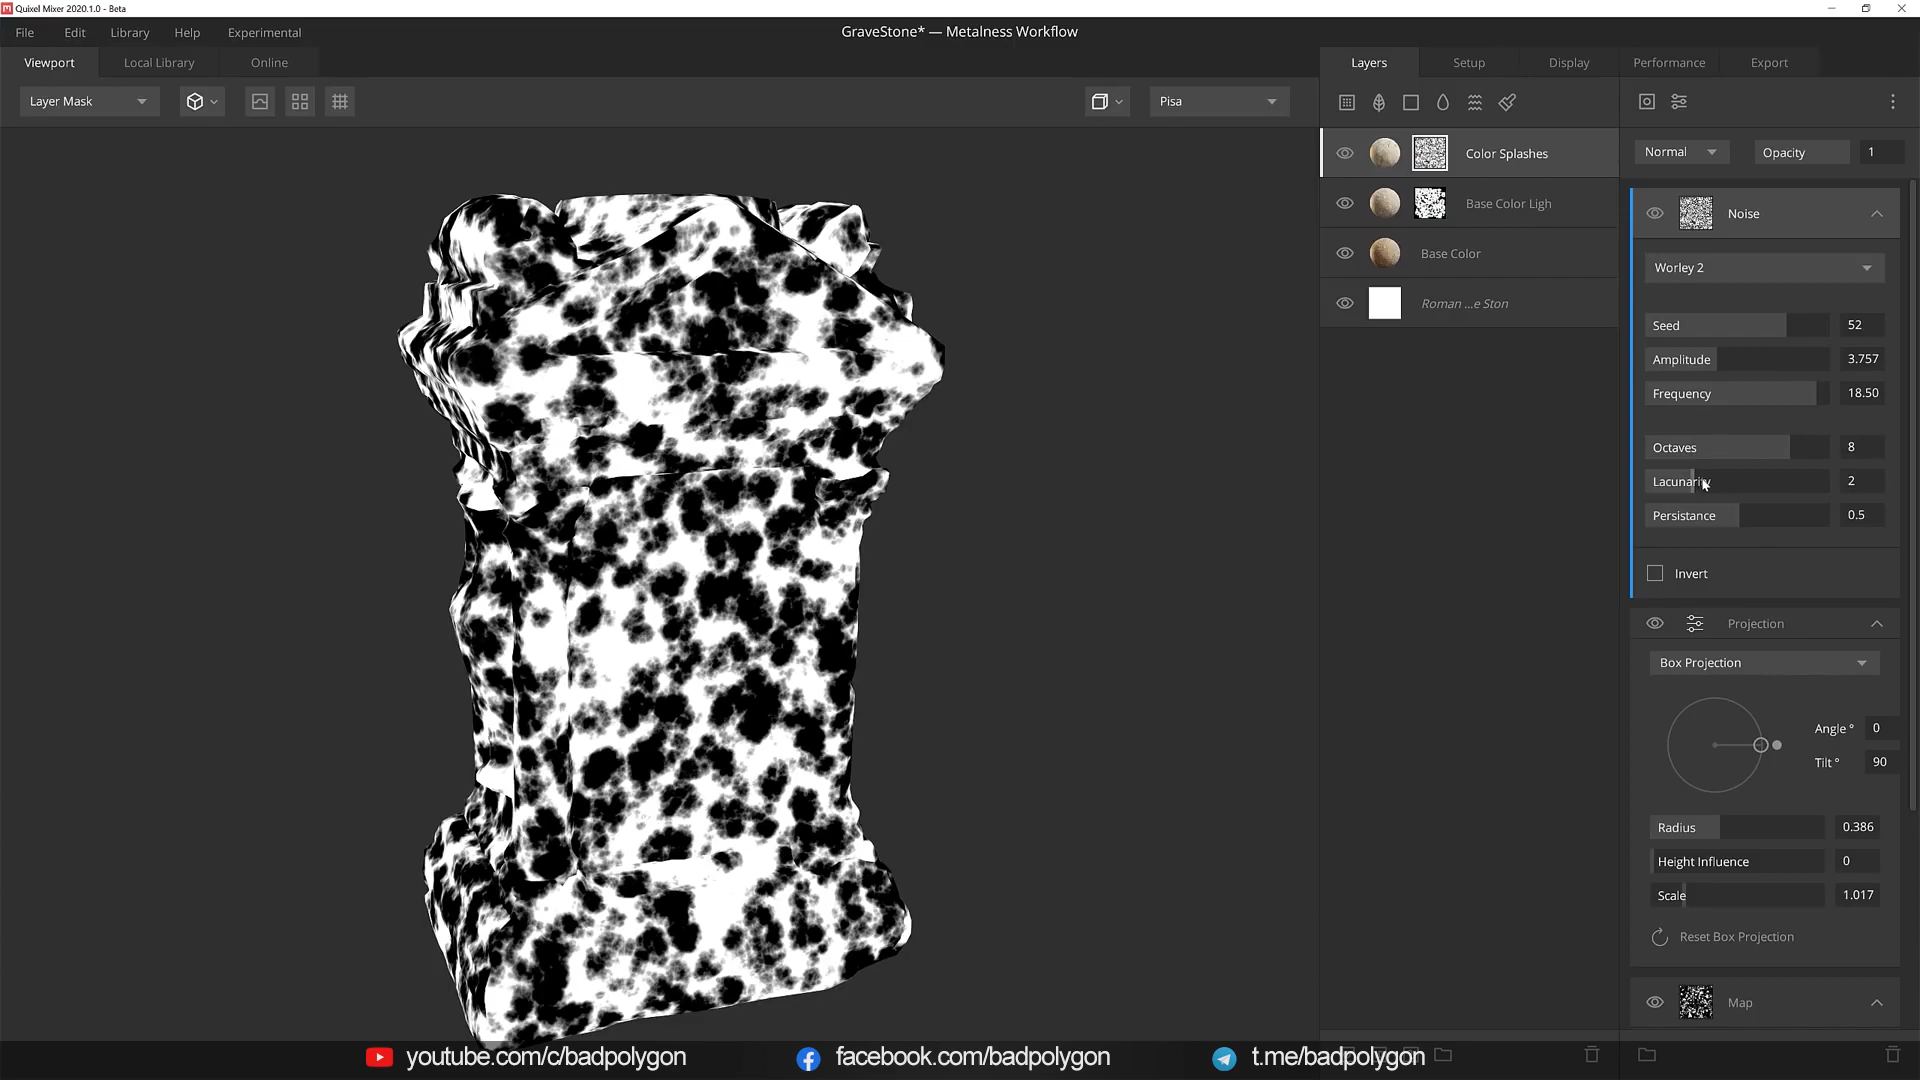 Quixel Mixer 2020.1.0 - Beta
File Edit Library Help Experimental
GraveStone* — Metalness Workflow
Viewport Local Library Online
Layers Setup Display Performance Export
Layer Mask
Pisa
Normal Opacity 1
Color Splashes
Base Color Ligh
Base Color
Roman ...e Ston
Noise
Worley 2
Seed 52
Amplitude 3.757
Frequency 18.50
Octaves 8
Lacunarity 2
Persistance 0.5
Invert
Projection
Box Projection
Angle ° 0
Tilt ° 90
Radius 0.386
Height Influence 0
Scale 1.017
Reset Box Projection
Map
youtube.com/c/badpolygon facebook.com/badpolygon t.me/badpolygon